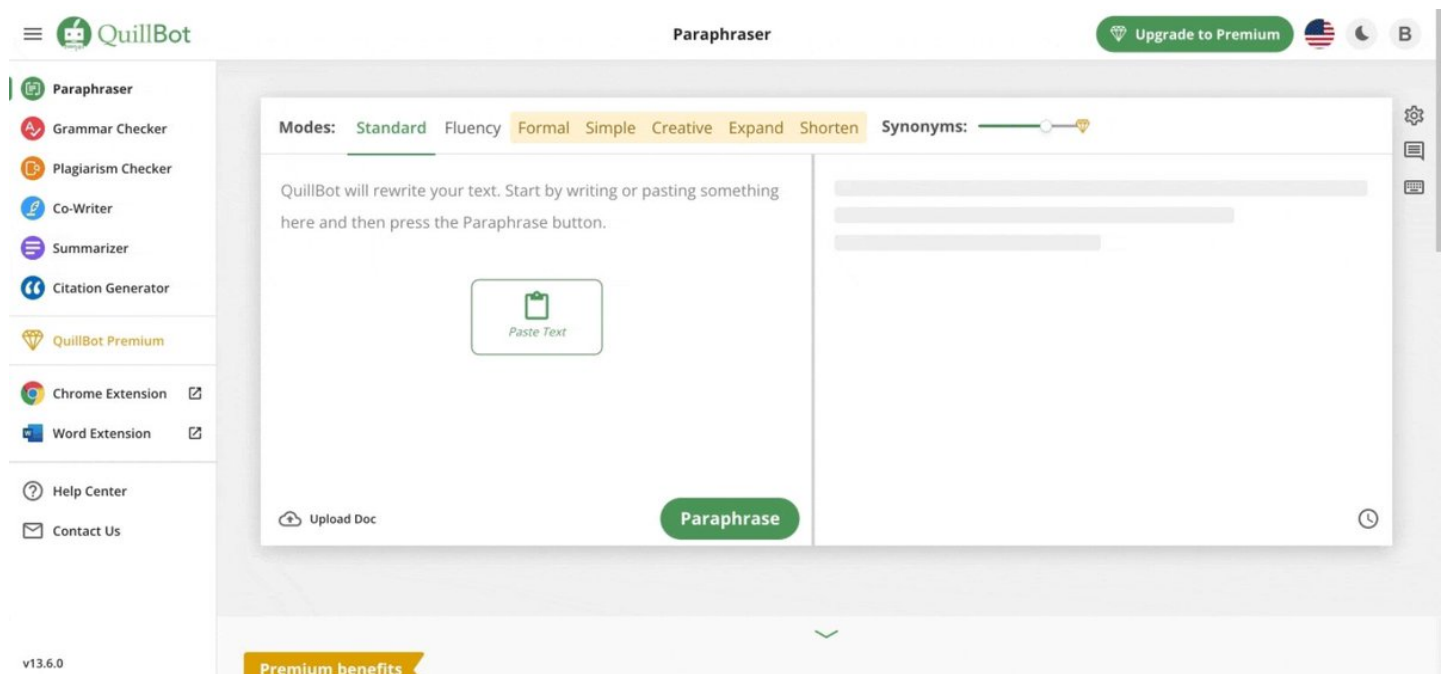 QuillBot
Paraphraser
Upgrade to Premium
B
Paraphraser
Grammar Checker
Plagiarism Checker
Co-Writer
Summarizer
Citation Generator
QuillBot Premium
Chrome Extension
Word Extension
Help Center
Contact Us
v13.6.0
Modes: Standard Fluency Formal Simple Creative Expand Shorten Synonyms:
QuillBot will rewrite your text. Start by writing or pasting something
here and then press the Paraphrase button.
Paste Text
Upload Doc
Paraphrase
Premium benefits